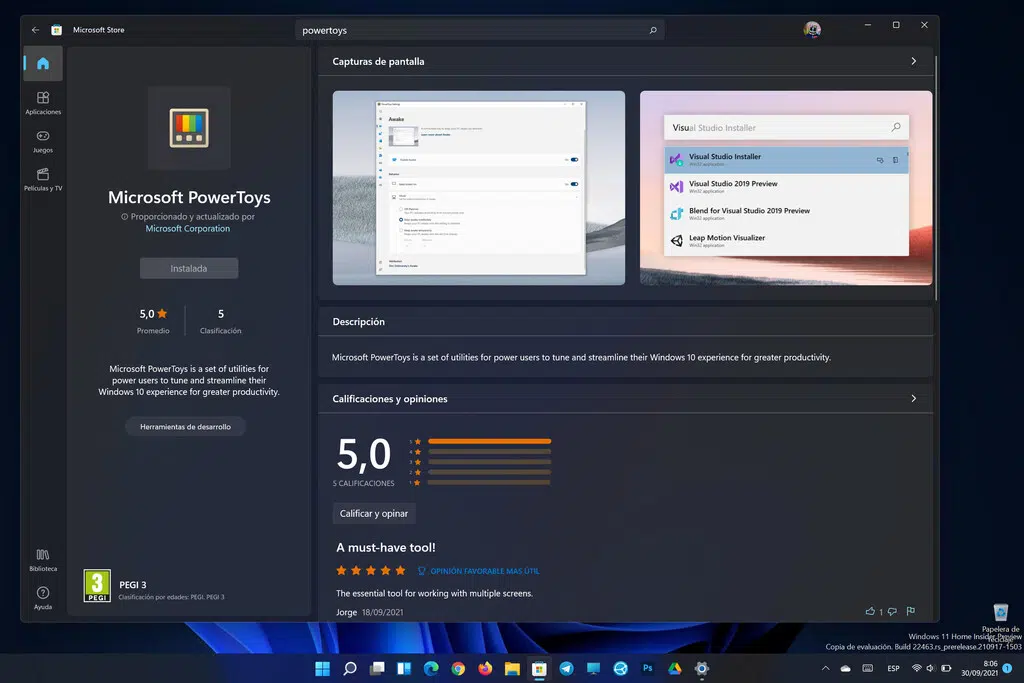 Microsoft Store
powertoys
Aplicaciones
Juegos
Películas y TV
Biblioteca
Ayuda
Microsoft PowerToys
Proporcionado y actualizado por
Microsoft Corporation
Instalada
5,0
Promedio
5
Clasificación
Microsoft PowerToys is a set of utilities for
power users to tune and streamline their
Windows 10 experience for greater productivity.
Herramientas de desarrollo
3
PEGI
PEGI 3
Clasificación por edades: PEGI. PEGI 3
Capturas de pantalla
Awake
Visual Studio Installer
Visual Studio Installer
Win32 application
Visual Studio 2019 Preview
Win32 application
Blend for Visual Studio 2019 Preview
Win32 application
Leap Motion Visualizer
Win32 application
Descripción
Microsoft PowerToys is a set of utilities for power users to tune and streamline their Windows 10 experience for greater productivity.
Calificaciones y opiniones
5,0
5 CALIFICACIONES
5
4
3
2
1
Calificar y opinar
A must-have tool!
OPINIÓN FAVORABLE MAS ÚTIL
The essential tool for working with multiple screens.
Jorge 18/09/2021
1
Papelera de
reciclaje
Windows 11 Home Insider Preview
Copia de evaluación. Build 22463.rs_prerelease.210917-1503
Ps
ESP
8:06
30/09/2021
1